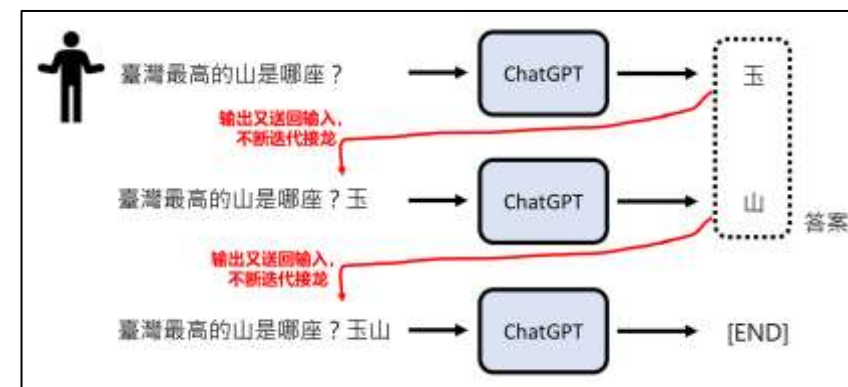 臺灣最高的山是哪座？
ChatGPT
玉
输出又送回输入，
不断迭代接龙
臺灣最高的山是哪座？玉
ChatGPT
山
答案
输出又送回输入，
不断迭代接龙
臺灣最高的山是哪座？玉山
ChatGPT
[END]